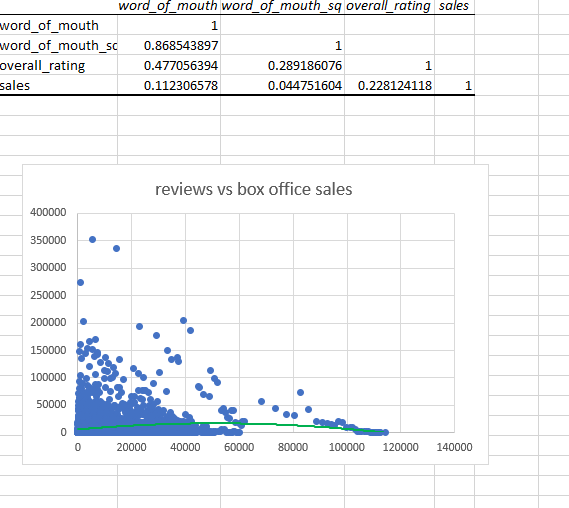 word_of_mouth word_of_mouth_sq overall_rating sales
word_of_mouth 1
word_of_mouth_sq 0.868543897 1
overall_rating 0.477056394 0.289186076 1
sales 0.112306578 0.044751604 0.228124118 1
reviews vs box office sales
400000
350000
300000
250000
200000
150000
100000
50000
0
0 20000 40000 60000 80000 100000 120000 140000